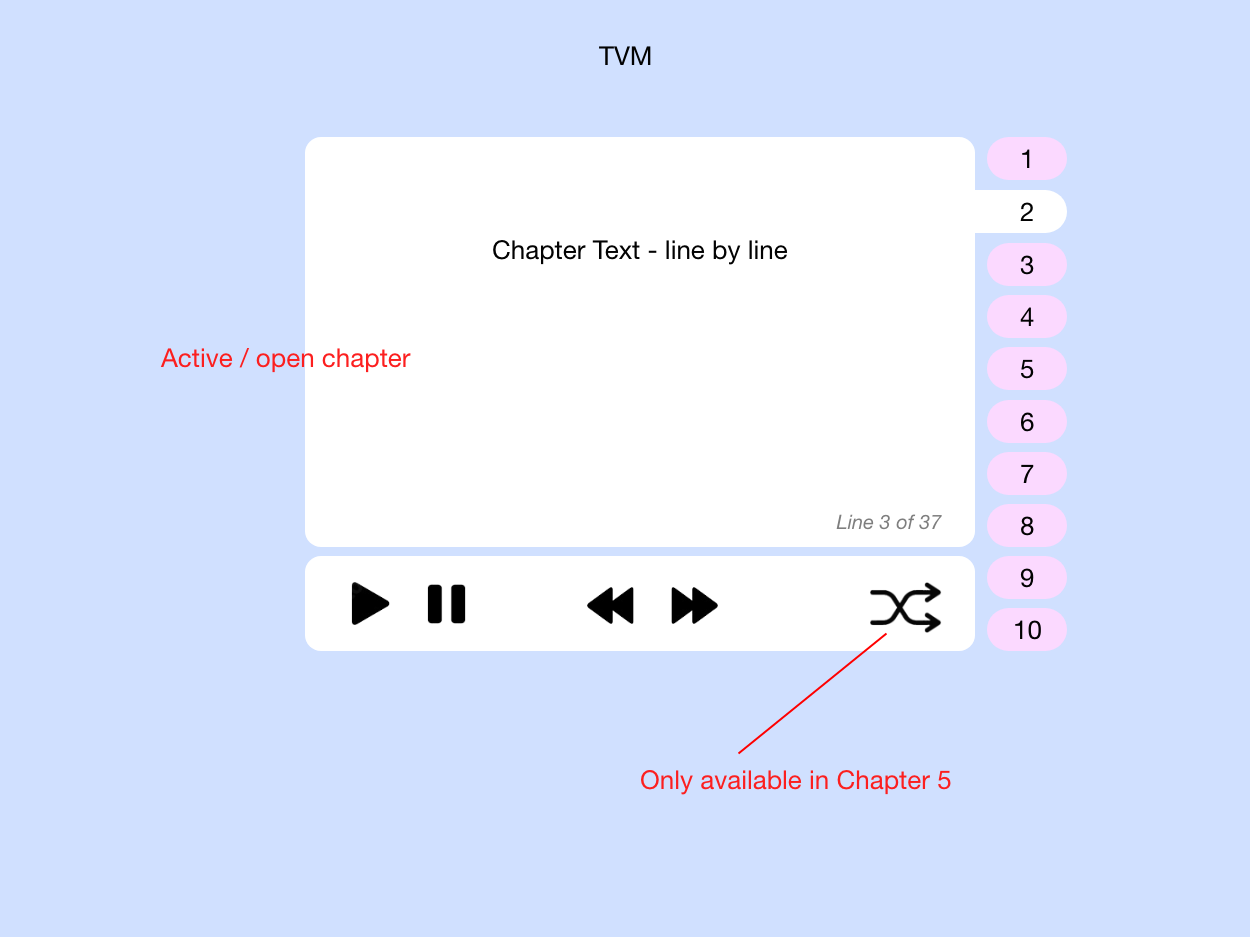 TVM
1
2
Chapter Text - line by line
3
4
Active / open chapter
5
6
7
Line 3 of 37
8
9
10
Only available in Chapter 5